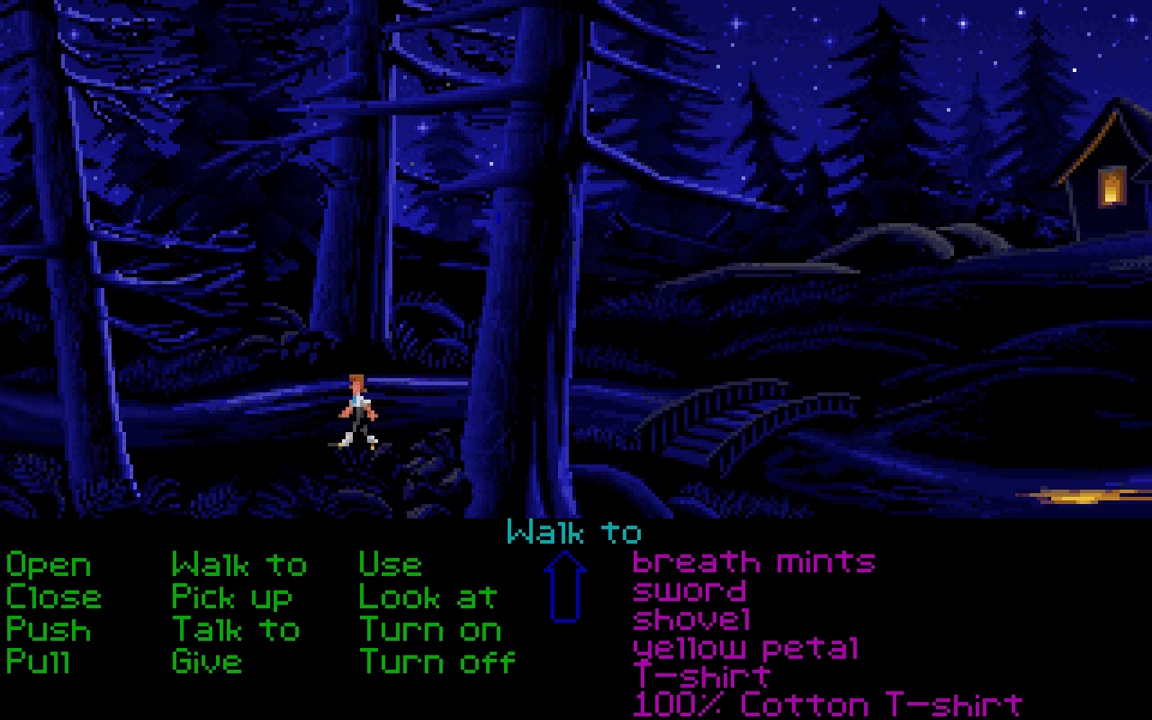 Walk to
Open Walk to Use
Close Pick up Look at
Push Talk to Turn on
Pull Give Turn off
breath mints
sword
shovel
yellow petal
T-shirt
100% Cotton T-shirt